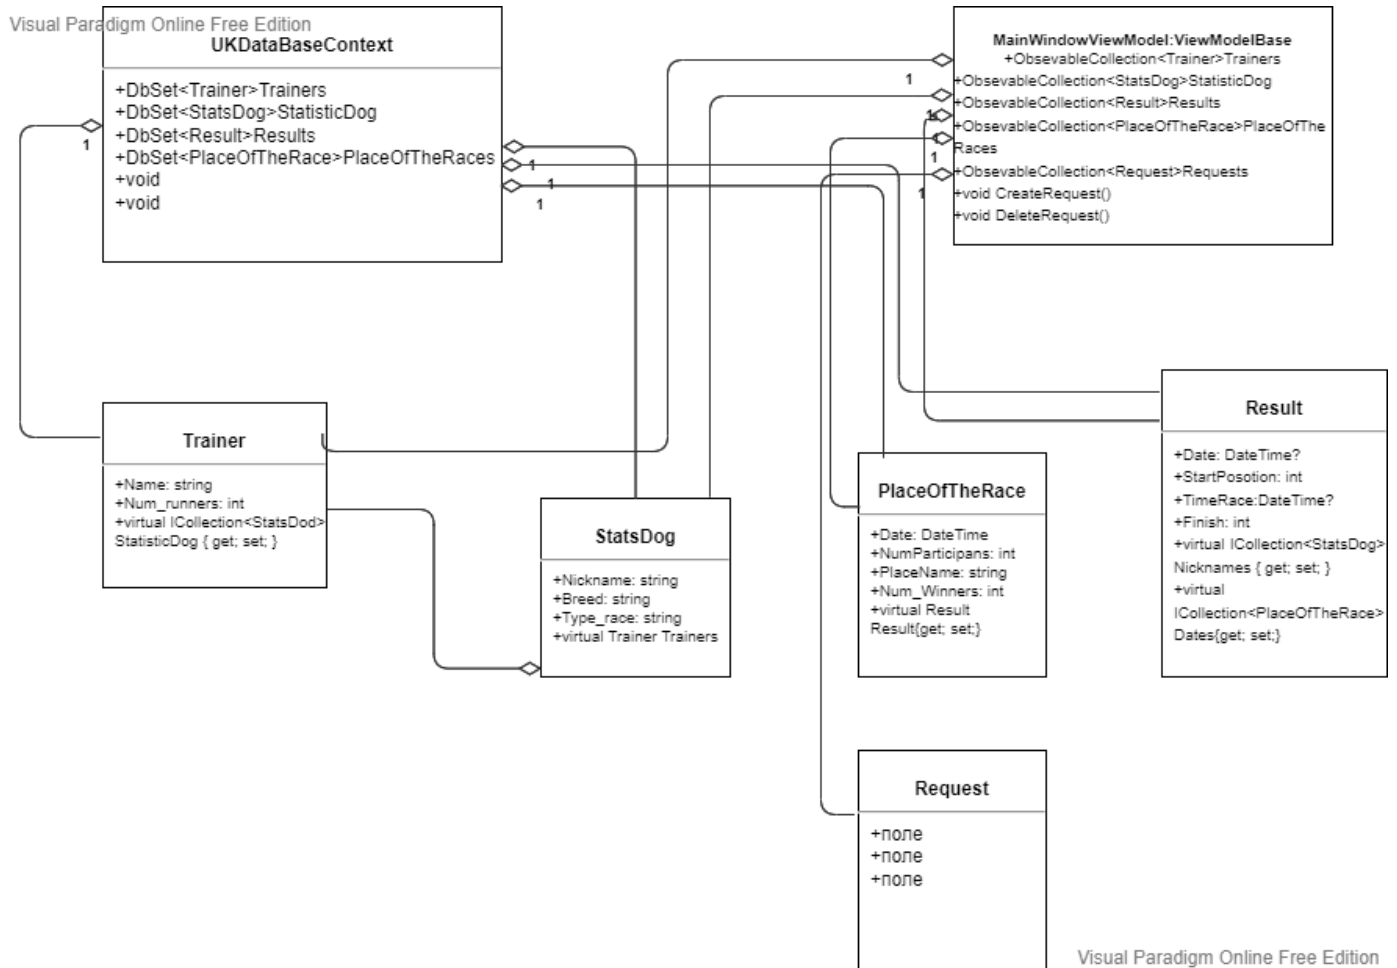 Visual Paradigm Online Free Edition
UKDataBaseContext
+DbSet<Trainer>Trainers
+DbSet<StatsDog>StatisticDog
+DbSet<Result>Results
+DbSet<PlaceOfTheRace>PlaceOfTheRaces
+void
+void
1
1
1
1
MainWindowViewModel:ViewModelBase
+ObsevableCollection<Trainer>Trainers
+ObsevableCollection<StatsDog>StatisticDog
+ObsevableCollection<Result>Results
+ObsevableCollection<PlaceOfTheRace>PlaceOfThe
Races
+ObsevableCollection<Request>Requests
+void CreateRequest()
+void DeleteRequest()
1
1
1
1
Trainer
+Name: string
+Num_runners: int
+virtual ICollection<StatsDod>
StatisticDog { get; set; }
StatsDog
+Nickname: string
+Breed: string
+Type_race: string
+virtual Trainer Trainers
PlaceOfTheRace
+Date: DateTime
+NumParticipans: int
+PlaceName: string
+Num_Winners: int
+virtual Result
Result{get; set;}
Result
+Date: DateTime?
+StartPosotion: int
+TimeRace:DateTime?
+Finish: int
+virtual ICollection<StatsDog>
Nicknames { get; set; }
+virtual
ICollection<PlaceOfTheRace>
Dates{get; set;}
Request
+поле
+поле
+поле
Visual Paradigm Online Free Edition